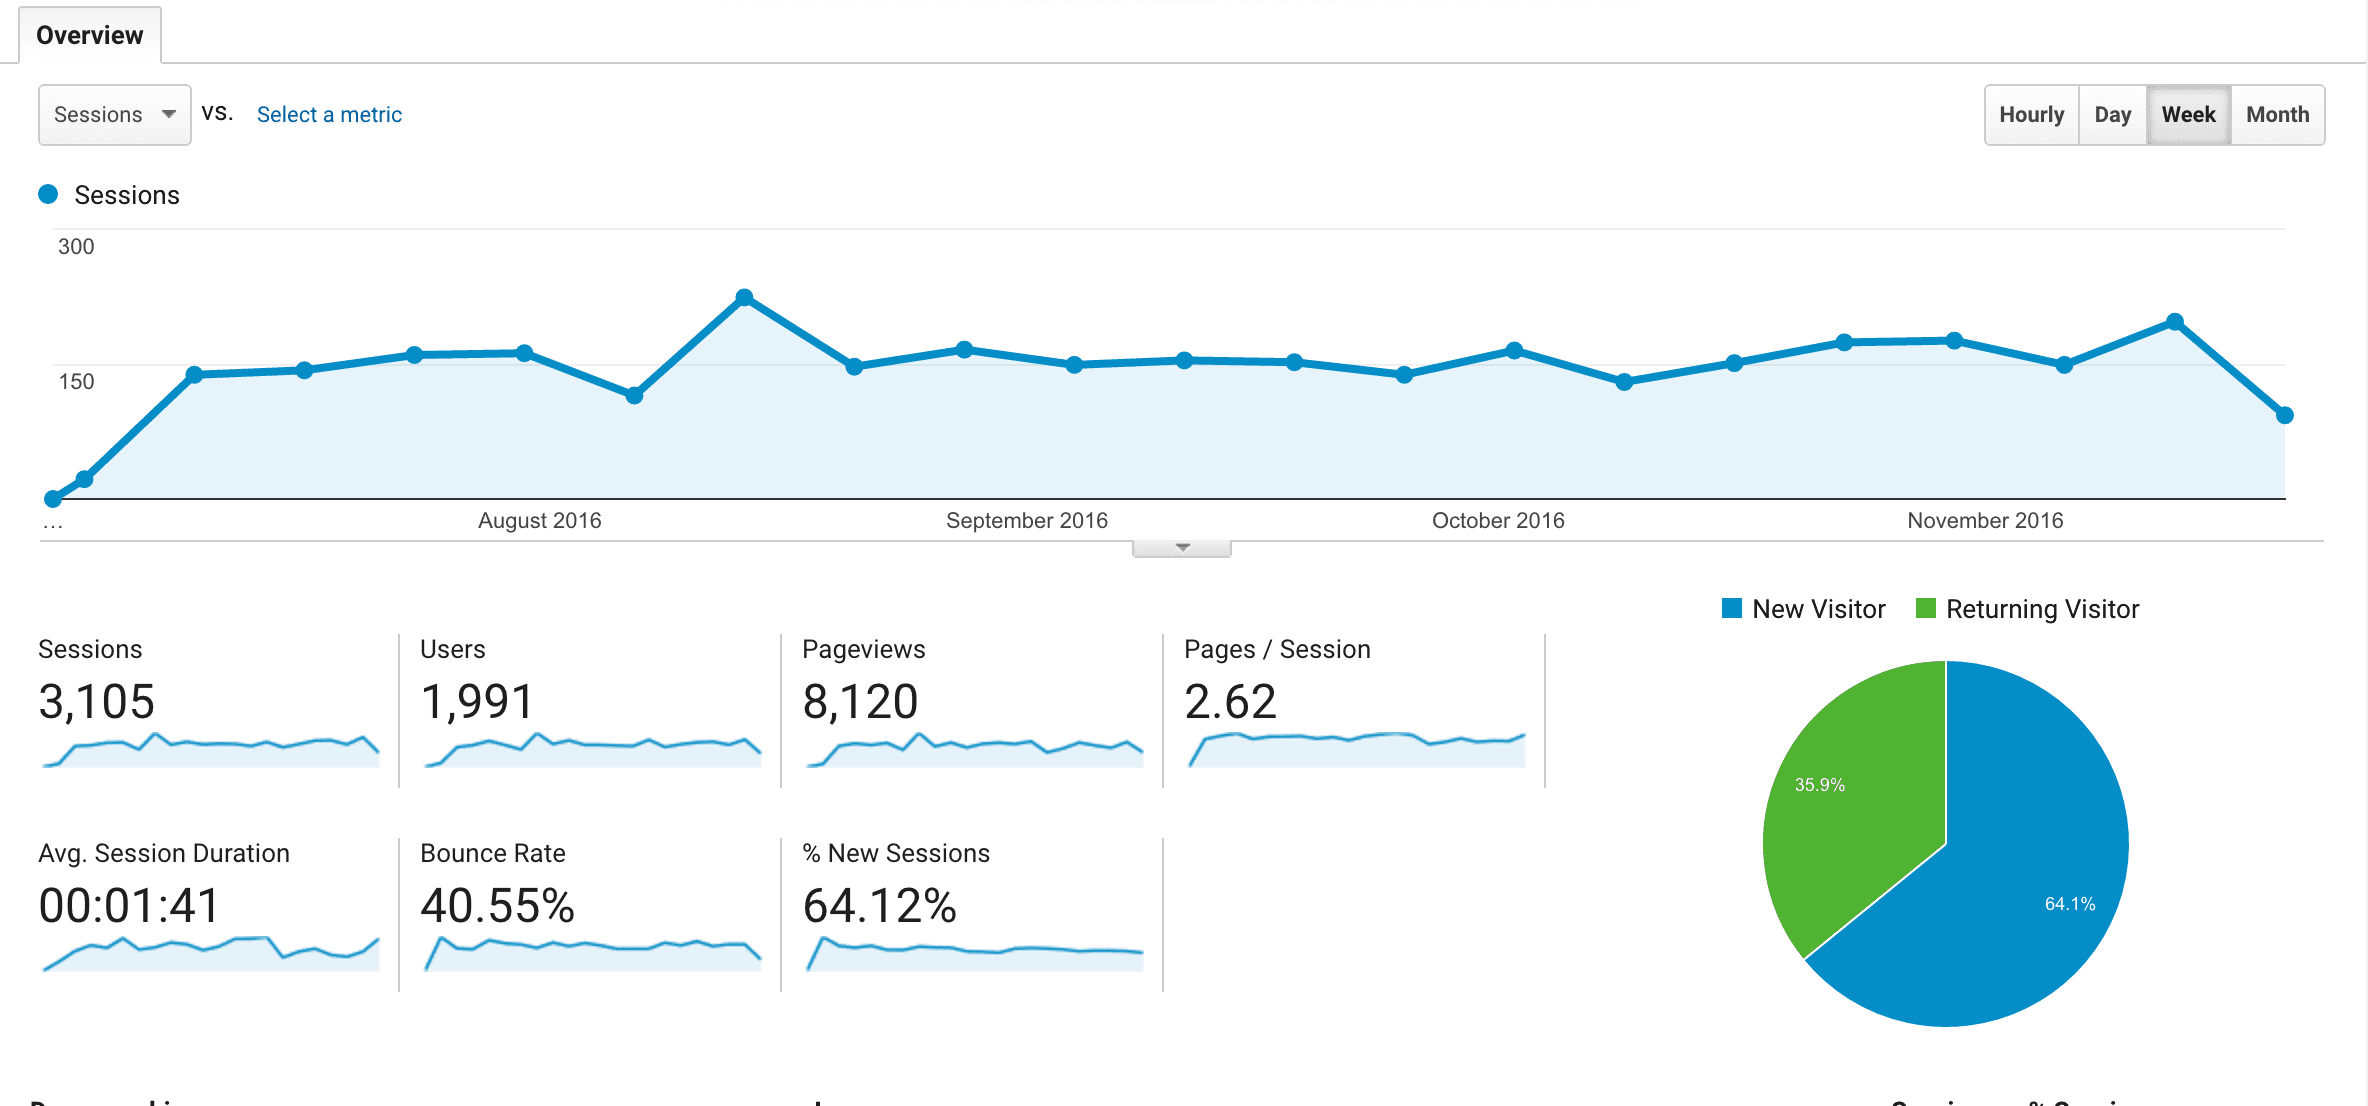 Overview
Sessions VS. Select a metric
Hourly Day Week Month
Sessions
300
150
... August 2016 September 2016 October 2016 November 2016
New Visitor Returning Visitor
Sessions Users Pageviews Pages / Session
3,105 1,991 8,120 2.62
35.9%
Avg. Session Duration Bounce Rate % New Sessions
00:01:41 40.55% 64.12%
64.1%